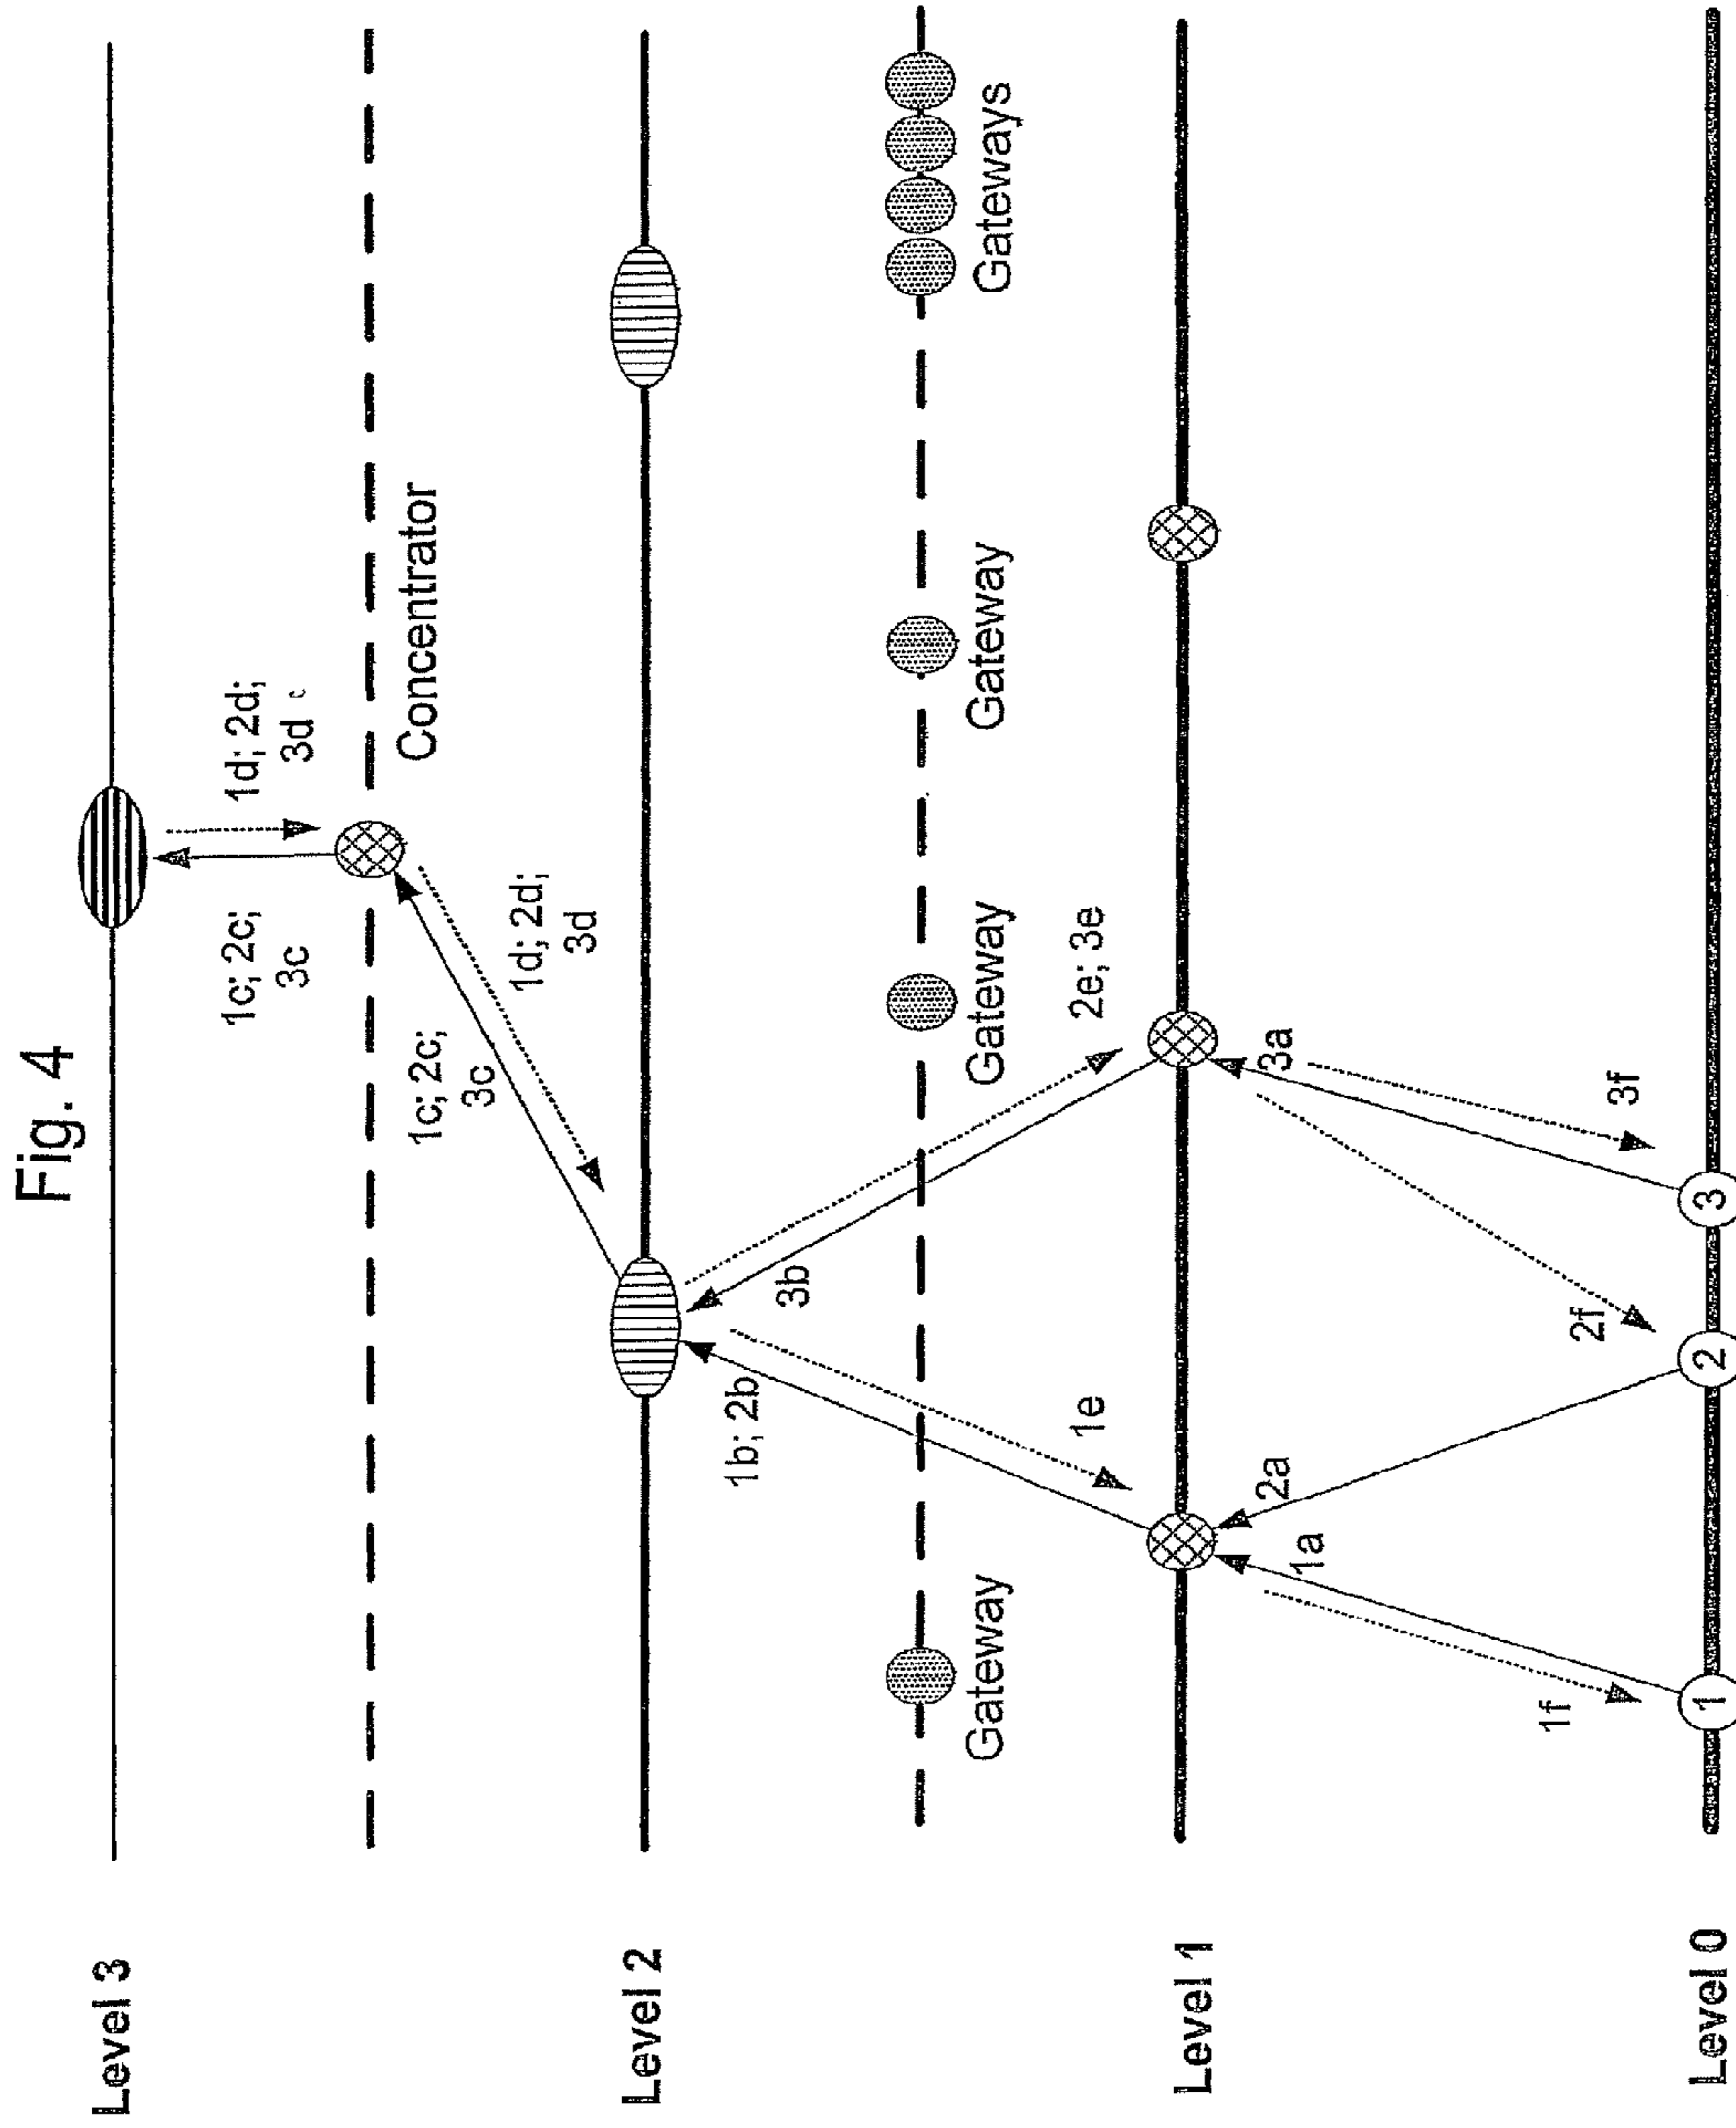 Fig. 4
Level 3
1c; 2c;
3c
1d; 2d;
3d c
Concentrator
1c; 2c;
3c
1d; 2d;
3d
Level 2
1b; 2b
3b
Gateway
Gateway
Gateway
Gateways
1e
2e; 3e
Level 1
1a
2a
3a
1f
2f
3f
Level 0
1
2
3